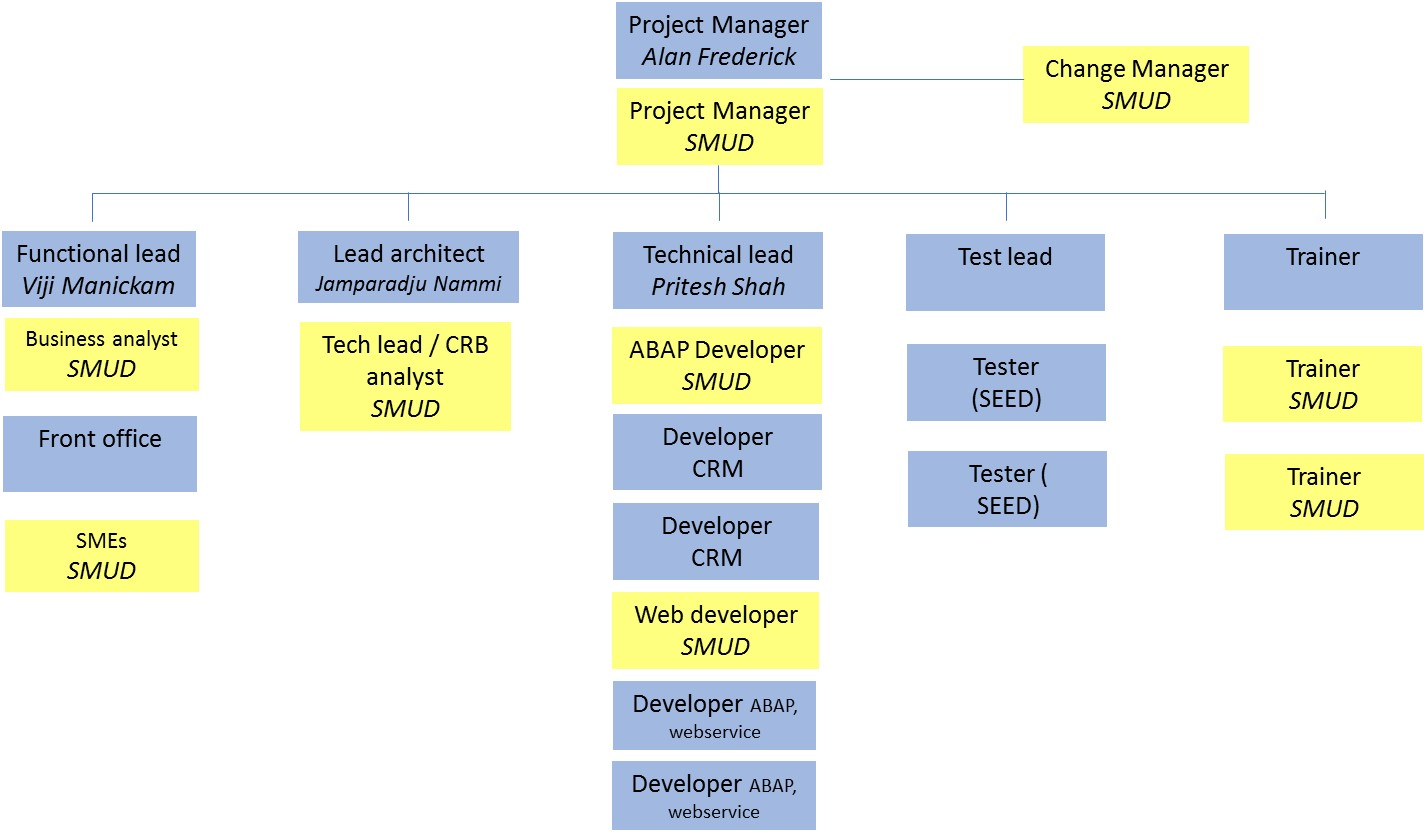 Project Manager
Alan Frederick
Project Manager
SMUD
Change Manager
SMUD
Functional lead
Viji Manickam
Business analyst
SMUD
Front office
SMEs
SMUD
Lead architect
Jamparadju Nammi
Tech lead / CRB
analyst
SMUD
Technical lead
Pritesh Shah
ABAP Developer
SMUD
Developer
CRM
Developer
CRM
Web developer
SMUD
Developer ABAP,
webservice
Developer ABAP,
webservice
Test lead
Tester
(SEED)
Tester (
SEED)
Trainer
Trainer
SMUD
Trainer
SMUD